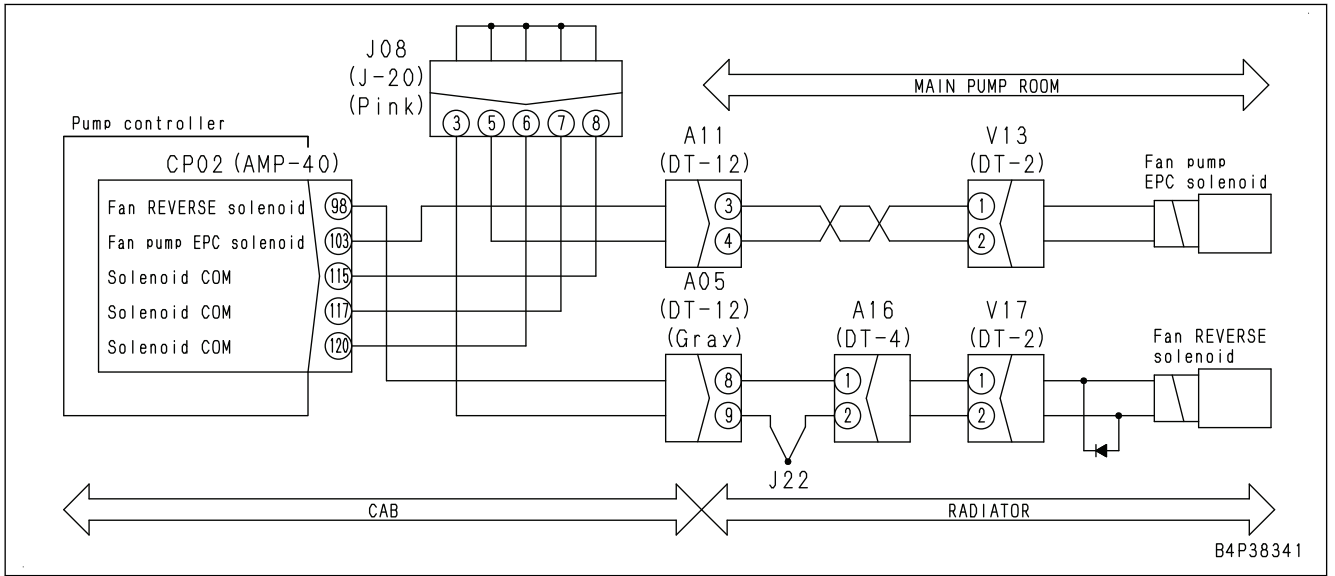 J08
(J-20)
(Pink)
3 5 6 7 8
MAIN PUMP ROOM
Pump controller
CP02 (AMP-40)
Fan REVERSE solenoid 98
Fan pump EPC solenoid 103
Solenoid COM 115
Solenoid COM 117
Solenoid COM 120
A11
(DT-12)
3
4
V13
(DT-2)
1
2
Fan pump
EPC solenoid
A05
(DT-12)
(Gray)
8
9
J22
A16
(DT-4)
1
2
V17
(DT-2)
1
2
Fan REVERSE
solenoid
CAB
RADIATOR
B4P38341